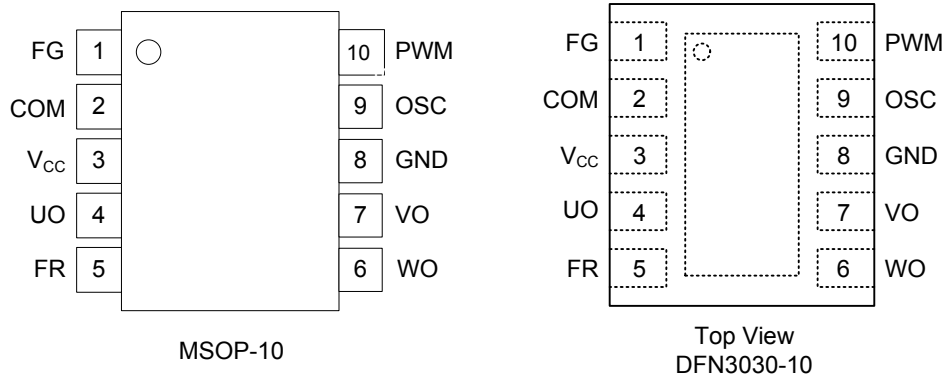 FG 1 10 PWM
COM 2 9 OSC
VCC 3 8 GND
UO 4 7 VO
FR 5 6 WO
MSOP-10
FG 1 10 PWM
COM 2 9 OSC
VCC 3 8 GND
UO 4 7 VO
FR 5 6 WO
Top View
DFN3030-10